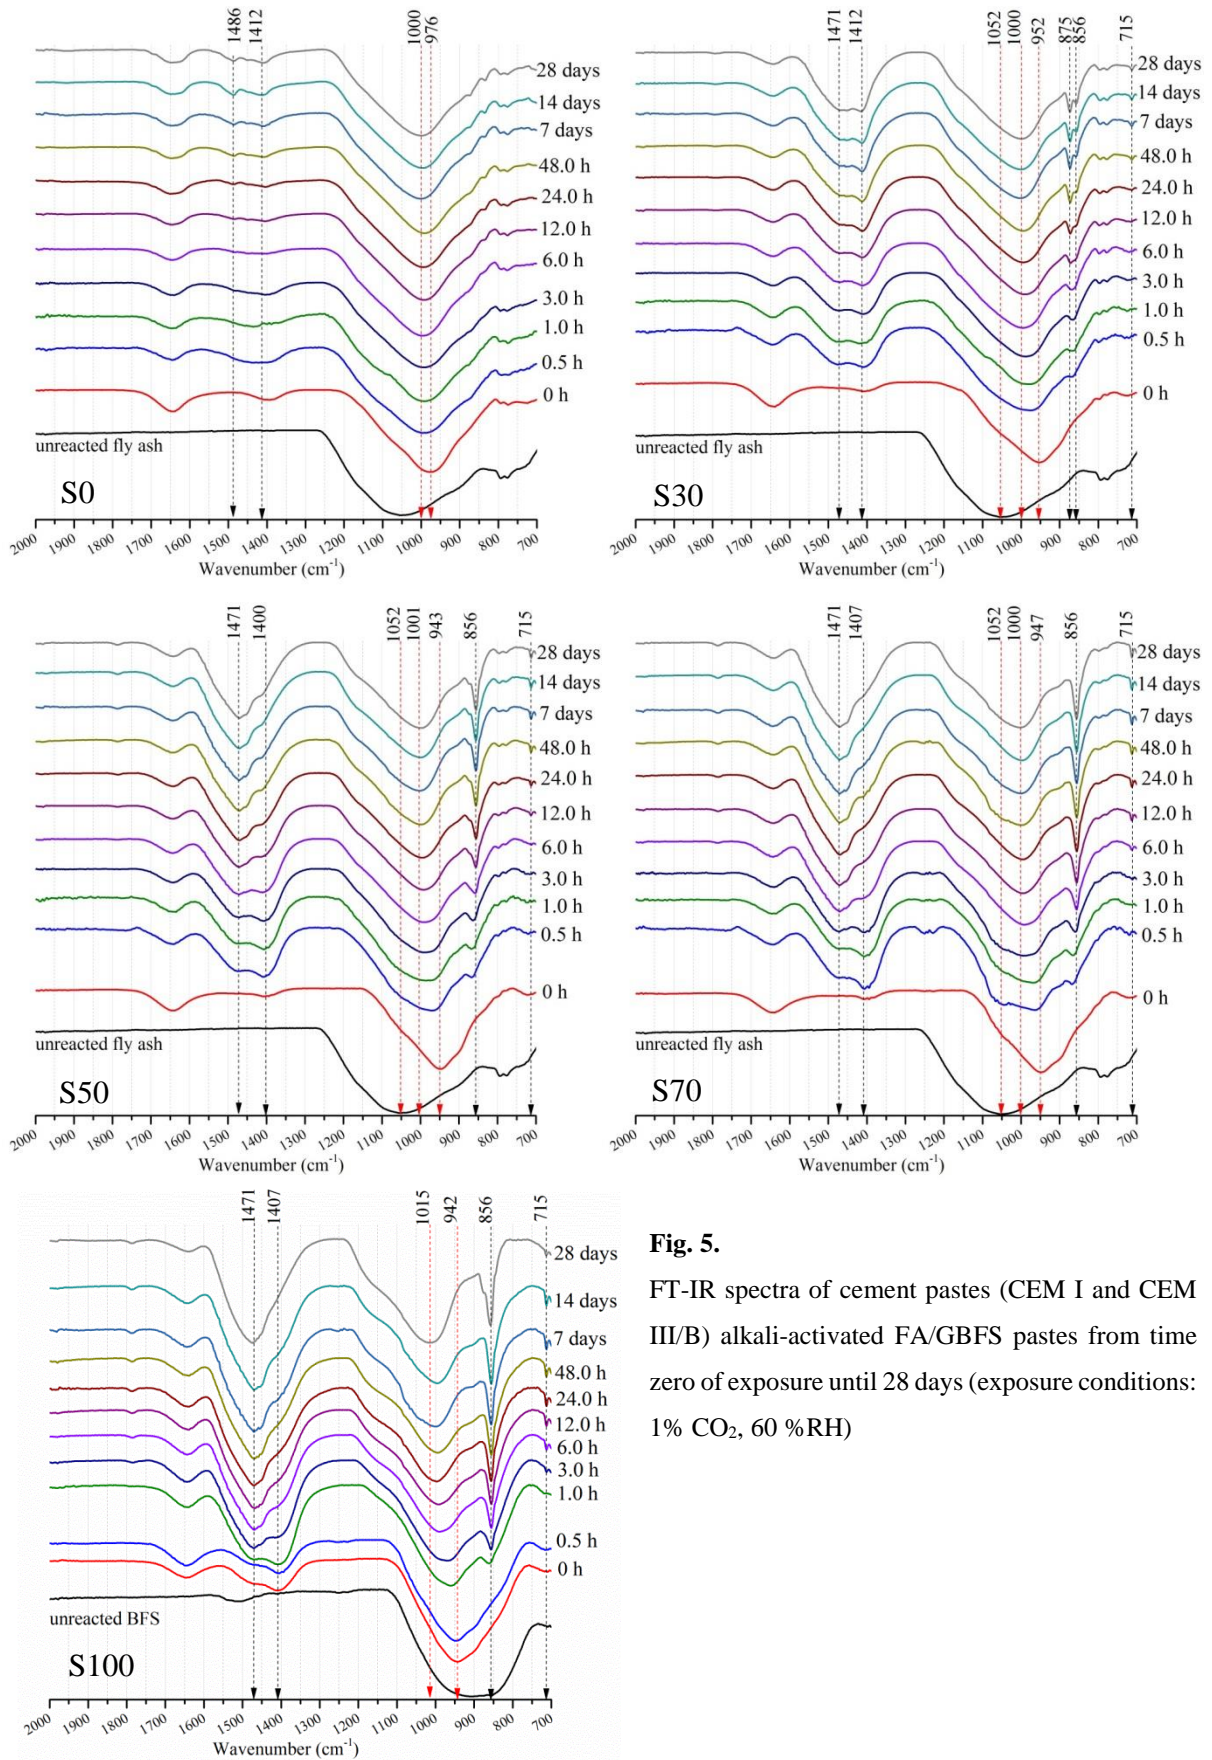 1486
1412
1000
976
28 days
14 days
7 days
48.0 h
24.0 h
12.0 h
6.0 h
3.0 h
1.0 h
0.5 h
0 h
unreacted fly ash
S0
2000 1900 1800 1700 1600 1500 1400 1300 1200 1100 1000 900 800 700
Wavenumber (cm⁻¹)
1471
1412
1052
1000
952
875
856
715
28 days
14 days
7 days
48.0 h
24.0 h
12.0 h
6.0 h
3.0 h
1.0 h
0.5 h
0 h
unreacted fly ash
S30
2000 1900 1800 1700 1600 1500 1400 1300 1200 1100 1000 900 800 700
Wavenumber (cm⁻¹)
1471
1400
1052
1001
943
856
715
28 days
14 days
7 days
48.0 h
24.0 h
12.0 h
6.0 h
3.0 h
1.0 h
0.5 h
0 h
unreacted fly ash
S50
2000 1900 1800 1700 1600 1500 1400 1300 1200 1100 1000 900 800 700
Wavenumber (cm⁻¹)
1471
1407
1052
1000
947
856
715
28 days
14 days
7 days
48.0 h
24.0 h
12.0 h
6.0 h
3.0 h
1.0 h
0.5 h
0 h
unreacted fly ash
S70
2000 1900 1800 1700 1600 1500 1400 1300 1200 1100 1000 900 800 700
Wavenumber (cm⁻¹)
1471
1407
1015
942
856
715
28 days
14 days
7 days
48.0 h
24.0 h
12.0 h
6.0 h
3.0 h
1.0 h
0.5 h
0 h
unreacted BFS
S100
2000 1900 1800 1700 1600 1500 1400 1300 1200 1100 1000 900 800 700
Wavenumber (cm⁻¹)
Fig. 5.
FT-IR spectra of cement pastes (CEM I and CEM
III/B) alkali-activated FA/GBFS pastes from time
zero of exposure until 28 days (exposure conditions:
1% CO₂, 60 %RH)